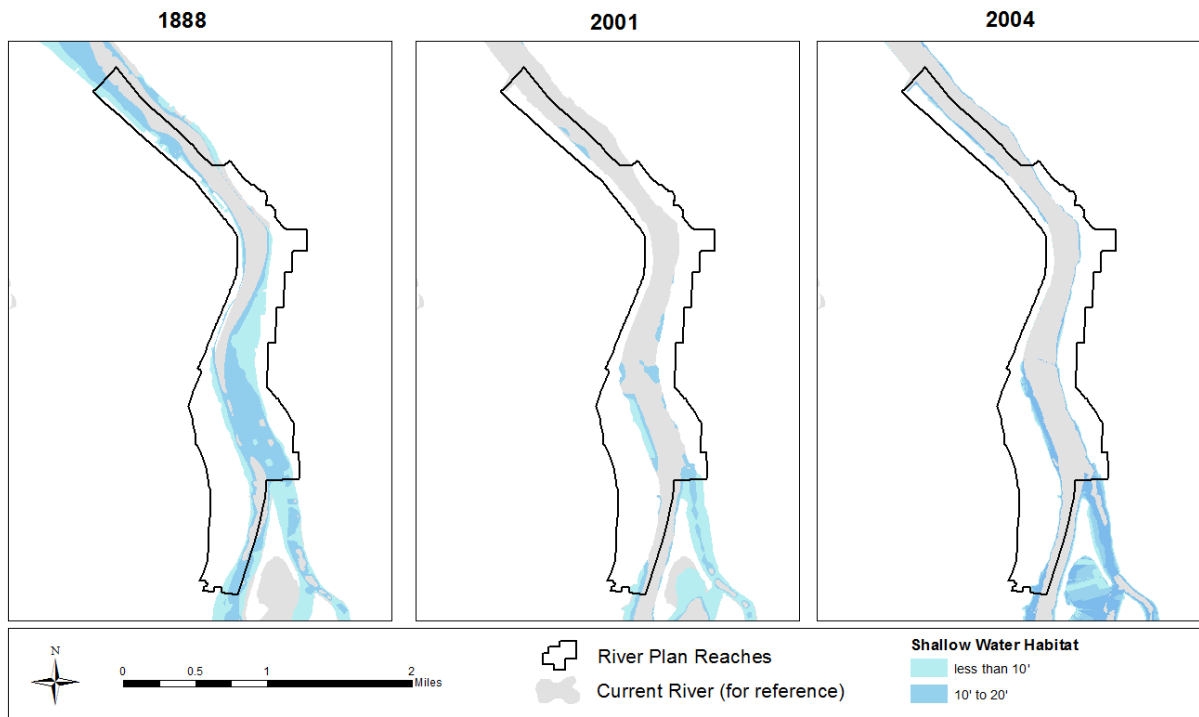 1888
2001
2004
N
0 0.5 1 2
Miles
River Plan Reaches
Current River (for reference)
Shallow Water Habitat
less than 10'
10' to 20'